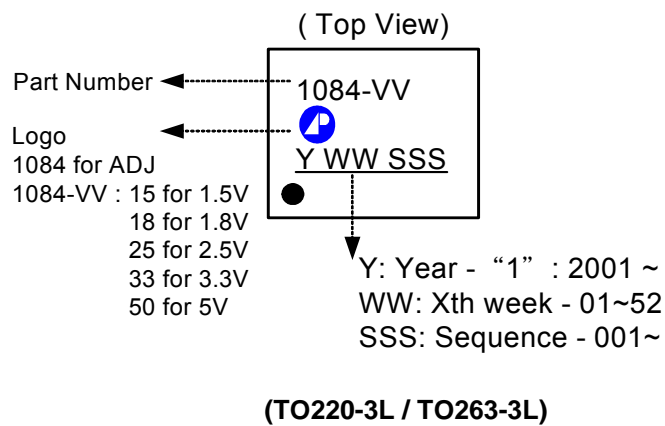 ( Top View)
Part Number
1084-VV
Logo
1084 for ADJ
1084-VV : 15 for 1.5V
18 for 1.8V
25 for 2.5V
33 for 3.3V
50 for 5V
AP
Y WW SSS
Y: Year - “1” : 2001 ~
WW: Xth week - 01~52
SSS: Sequence - 001~
(TO220-3L / TO263-3L)